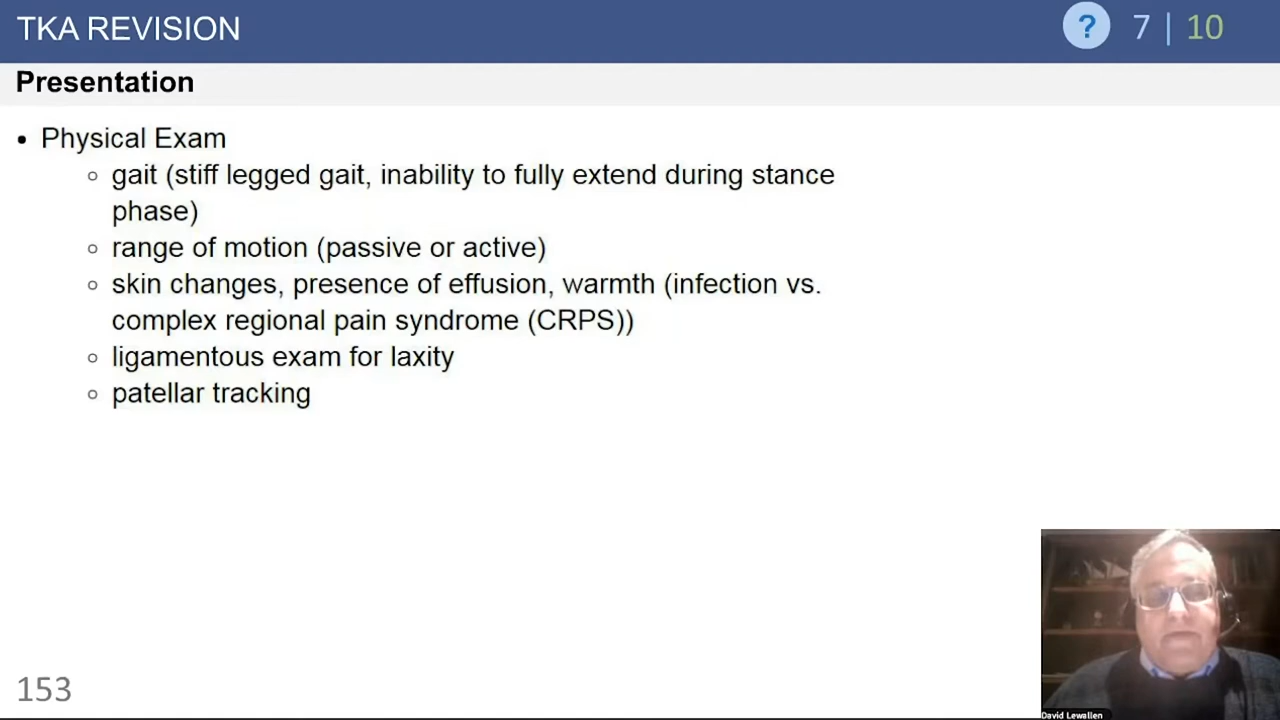 TKA REVISION
? 7 | 10
Presentation
• Physical Exam
○ gait (stiff legged gait, inability to fully extend during stance
phase)
○ range of motion (passive or active)
○ skin changes, presence of effusion, warmth (infection vs.
complex regional pain syndrome (CRPS))
○ ligamentous exam for laxity
○ patellar tracking
153
David Lewallen